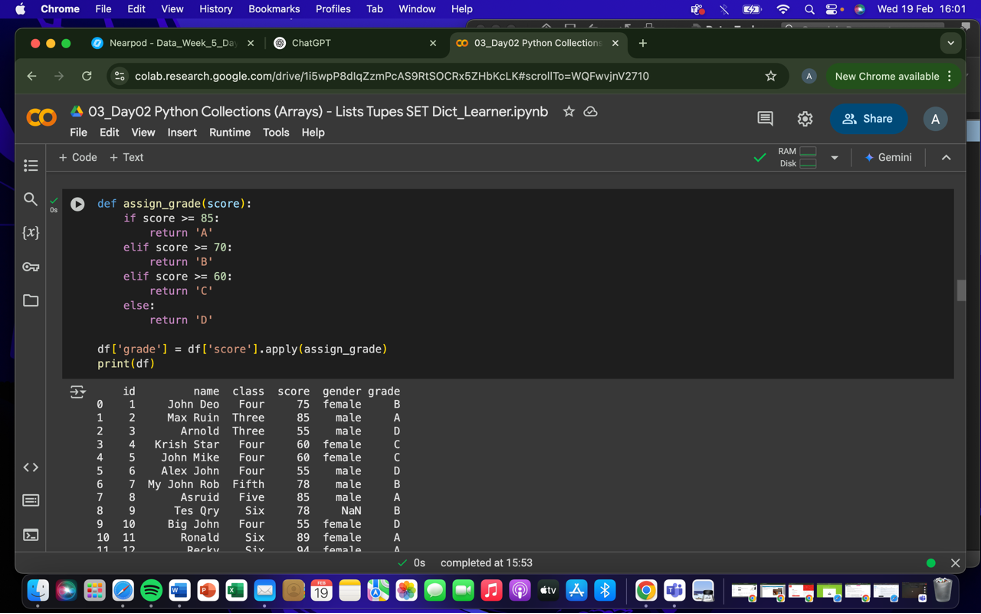 Chrome File Edit View History Bookmarks Profiles Tab Window Help Wed 19 Feb 16:01
Nearpod - Data_Week_5_Da ChatGPT 03_Day02 Python Collections
colab.research.google.com/drive/1i5wpP8dIqZzmPcAS9RtSOCRx5ZHbKcLK#scrollTo=WQFwvjnV2710 A New Chrome available
CO 03_Day02 Python Collections (Arrays) - Lists Tupes SET Dict_Learner.ipynb Share A
File Edit View Insert Runtime Tools Help
+ Code + Text RAM Disk Gemini
0s
def assign_grade(score):
if score >= 85:
return 'A'
elif score >= 70:
return 'B'
elif score >= 60:
return 'C'
else:
return 'D'
df['grade'] = df['score'].apply(assign_grade)
print(df)
id name class score gender grade
0 1 John Deo Four 75 female B
1 2 Max Ruin Three 85 male A
2 3 Arnold Three 55 male D
3 4 Krish Star Four 60 female C
4 5 John Mike Four 60 female C
5 6 Alex John Four 55 male D
6 7 My John Rob Fifth 78 male B
7 8 Asruid Five 85 male A
8 9 Tes Qry Six 78 NaN B
9 10 Big John Four 55 female D
10 11 Ronald Six 89 female A
11 12 Recky Six 94 female A
0s completed at 15:53
FEB 19 tv